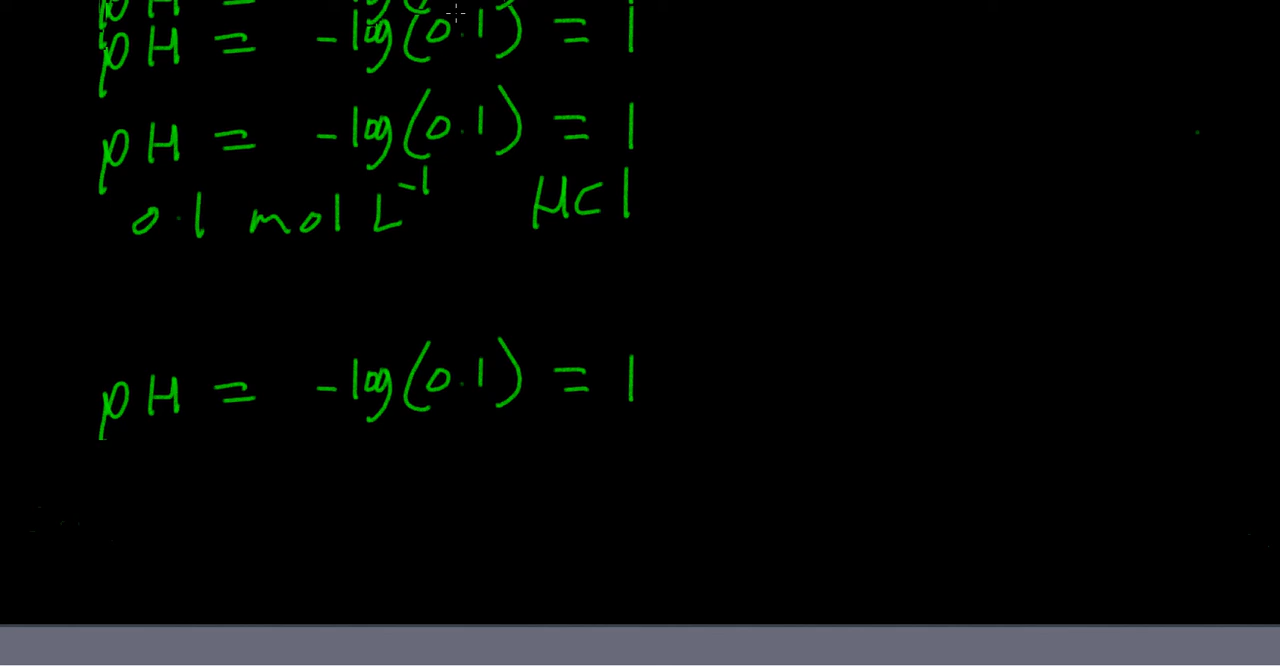 pH = -log(0.1) = 1
pH = -log(0.1) = 1
0.1 mol L⁻¹ HCl
pH = -log(0.1) = 1